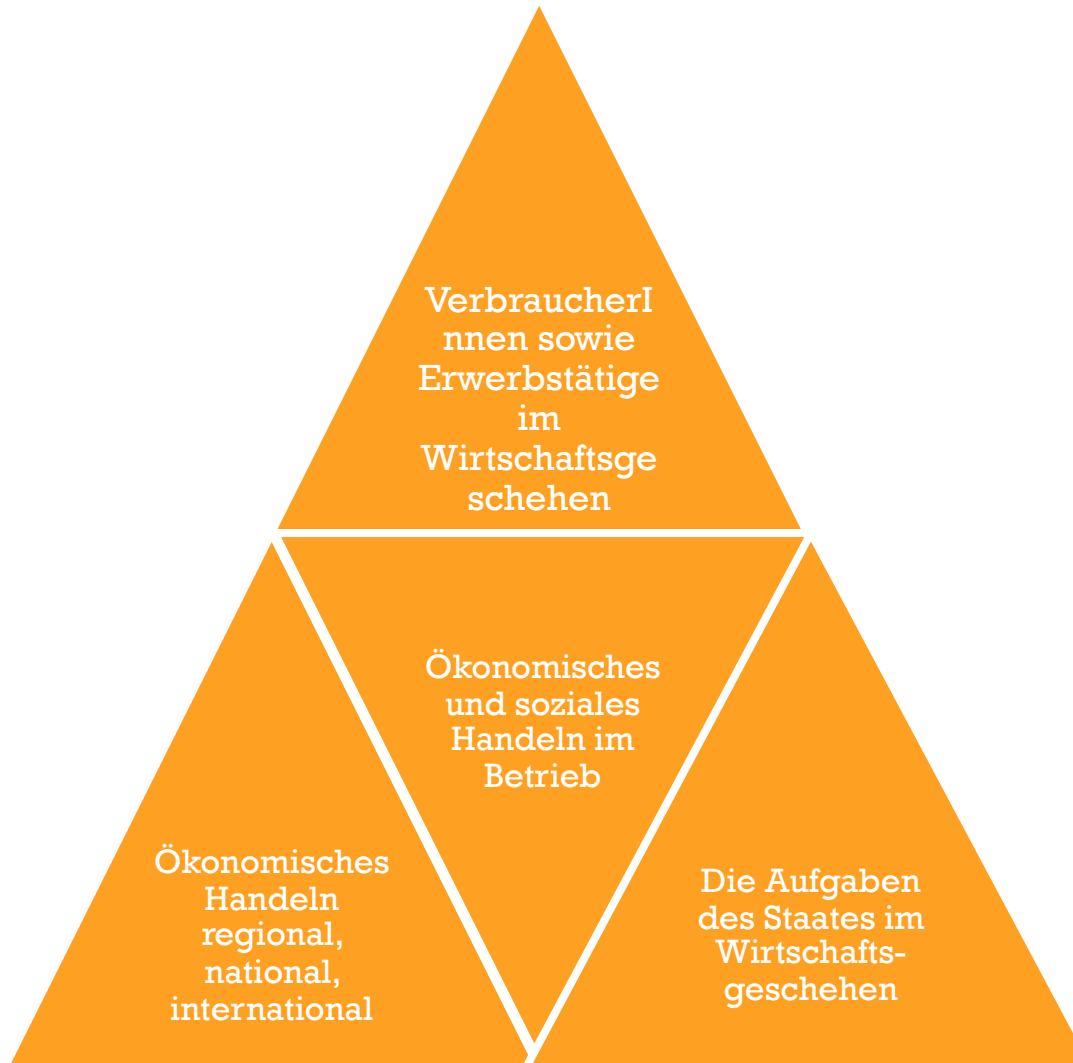 VerbraucherI
nnen sowie
Erwerbstätige
im
Wirtschaftsge
schehen
Ökonomisches
und soziales
Handeln im
Betrieb
Ökonomisches
Handeln
regional,
national,
international
Die Aufgaben
des Staates im
Wirtschafts-
geschehen